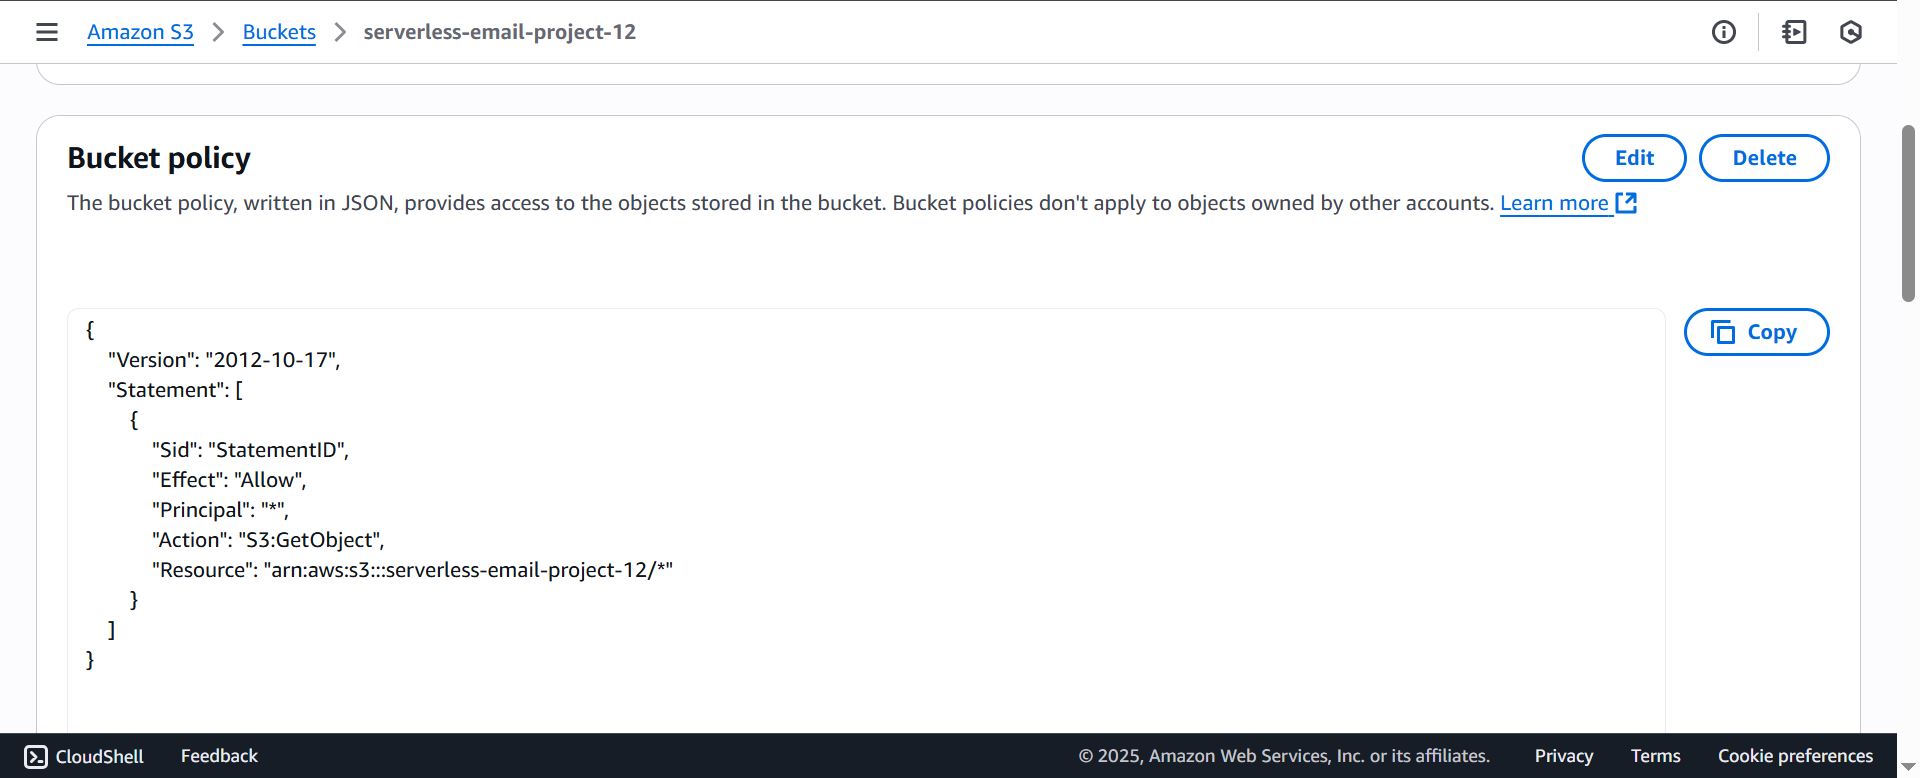 Amazon S3 > Buckets > serverless-email-project-12
Bucket policy
Edit
Delete
The bucket policy, written in JSON, provides access to the objects stored in the bucket. Bucket policies don't apply to objects owned by other accounts. Learn more
Copy
{
"Version": "2012-10-17",
"Statement": [
{
"Sid": "StatementID",
"Effect": "Allow",
"Principal": "*",
"Action": "S3:GetObject",
"Resource": "arn:aws:s3:::serverless-email-project-12/*"
}
]
}
CloudShell Feedback © 2025, Amazon Web Services, Inc. or its affiliates. Privacy Terms Cookie preferences